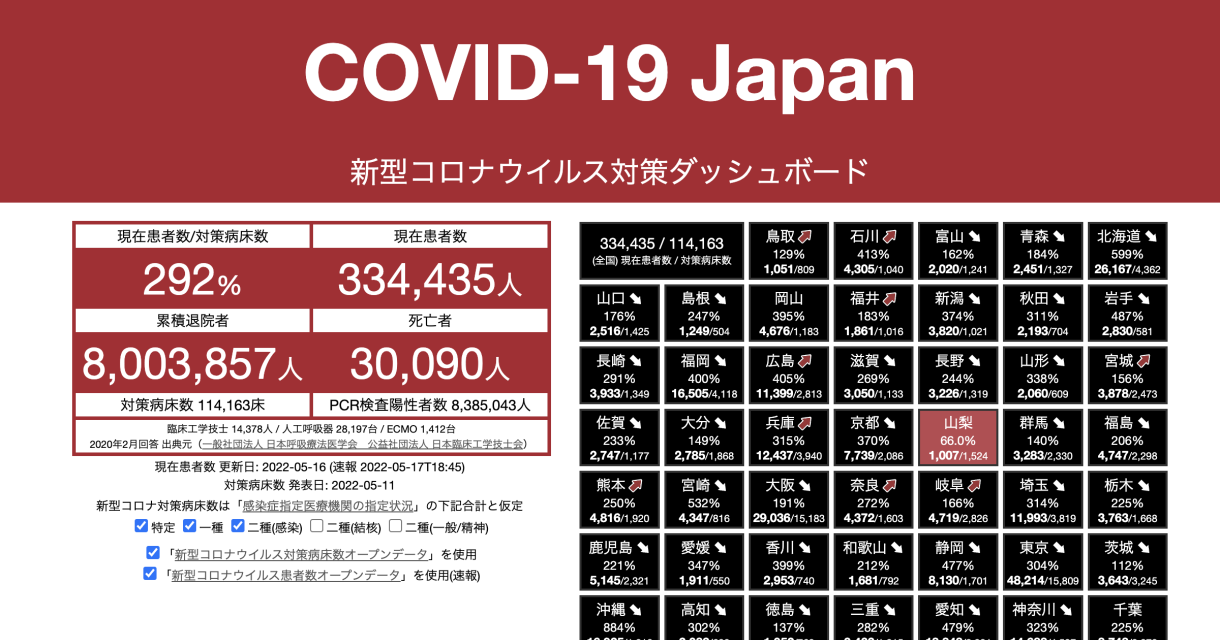 COVID-19 Japan
新型コロナウイルス対策ダッシュボード
現在患者数/対策病床数
現在患者数
292%
334,435人
累積退院者
死亡者
8,003,857人
30,090人
対策病床数 114,163床
PCR検査陽性者数 8,385,043人
臨床工学技士 14,378人 / 人工呼吸器 28,197台 / ECMO 1,412台
2020年2月回答 出典元（一般社団法人 日本呼吸療法医学会　公益社団法人 日本臨床工学技士会）
現在患者数 更新日: 2022-05-16 (速報 2022-05-17T18:45)
対策病床数 発表日: 2022-05-11
新型コロナ対策病床数は「感染症指定医療機関の指定状況」の下記合計と仮定
特定 一種 二種(感染) 二種(結核) 二種(一般/精神)
「新型コロナウイルス対策病床数オープンデータ」を使用
「新型コロナウイルス患者数オープンデータ」を使用(速報)
334,435 / 114,163
(全国) 現在患者数 / 対策病床数
鳥取
129%
1,051/809
石川
413%
4,305/1,040
富山
162%
2,020/1,241
青森
184%
2,451/1,327
北海道
599%
26,167/4,362
山口
176%
2,516/1,425
島根
247%
1,249/504
岡山
395%
4,676/1,183
福井
183%
1,861/1,016
新潟
374%
3,820/1,021
秋田
311%
2,193/704
岩手
487%
2,830/581
長崎
291%
3,933/1,349
福岡
400%
16,505/4,118
広島
405%
11,399/2,813
滋賀
269%
3,050/1,133
長野
244%
3,226/1,319
山形
338%
2,060/609
宮城
156%
3,878/2,473
佐賀
233%
2,747/1,177
大分
149%
2,785/1,868
兵庫
315%
12,437/3,940
京都
370%
7,739/2,086
山梨
66.0%
1,007/1,524
群馬
140%
3,283/2,330
福島
206%
4,747/2,298
熊本
250%
4,816/1,920
宮崎
532%
4,347/816
大阪
191%
29,036/15,183
奈良
272%
4,372/1,603
岐阜
166%
4,719/2,826
埼玉
314%
11,993/3,819
栃木
225%
3,763/1,668
鹿児島
221%
5,145/2,321
愛媛
347%
1,911/550
香川
399%
2,953/740
和歌山
212%
1,681/792
静岡
477%
8,130/1,701
東京
304%
48,214/15,809
茨城
112%
3,643/3,245
沖縄
884%
高知
302%
徳島
137%
三重
282%
愛知
479%
神奈川
323%
千葉
225%